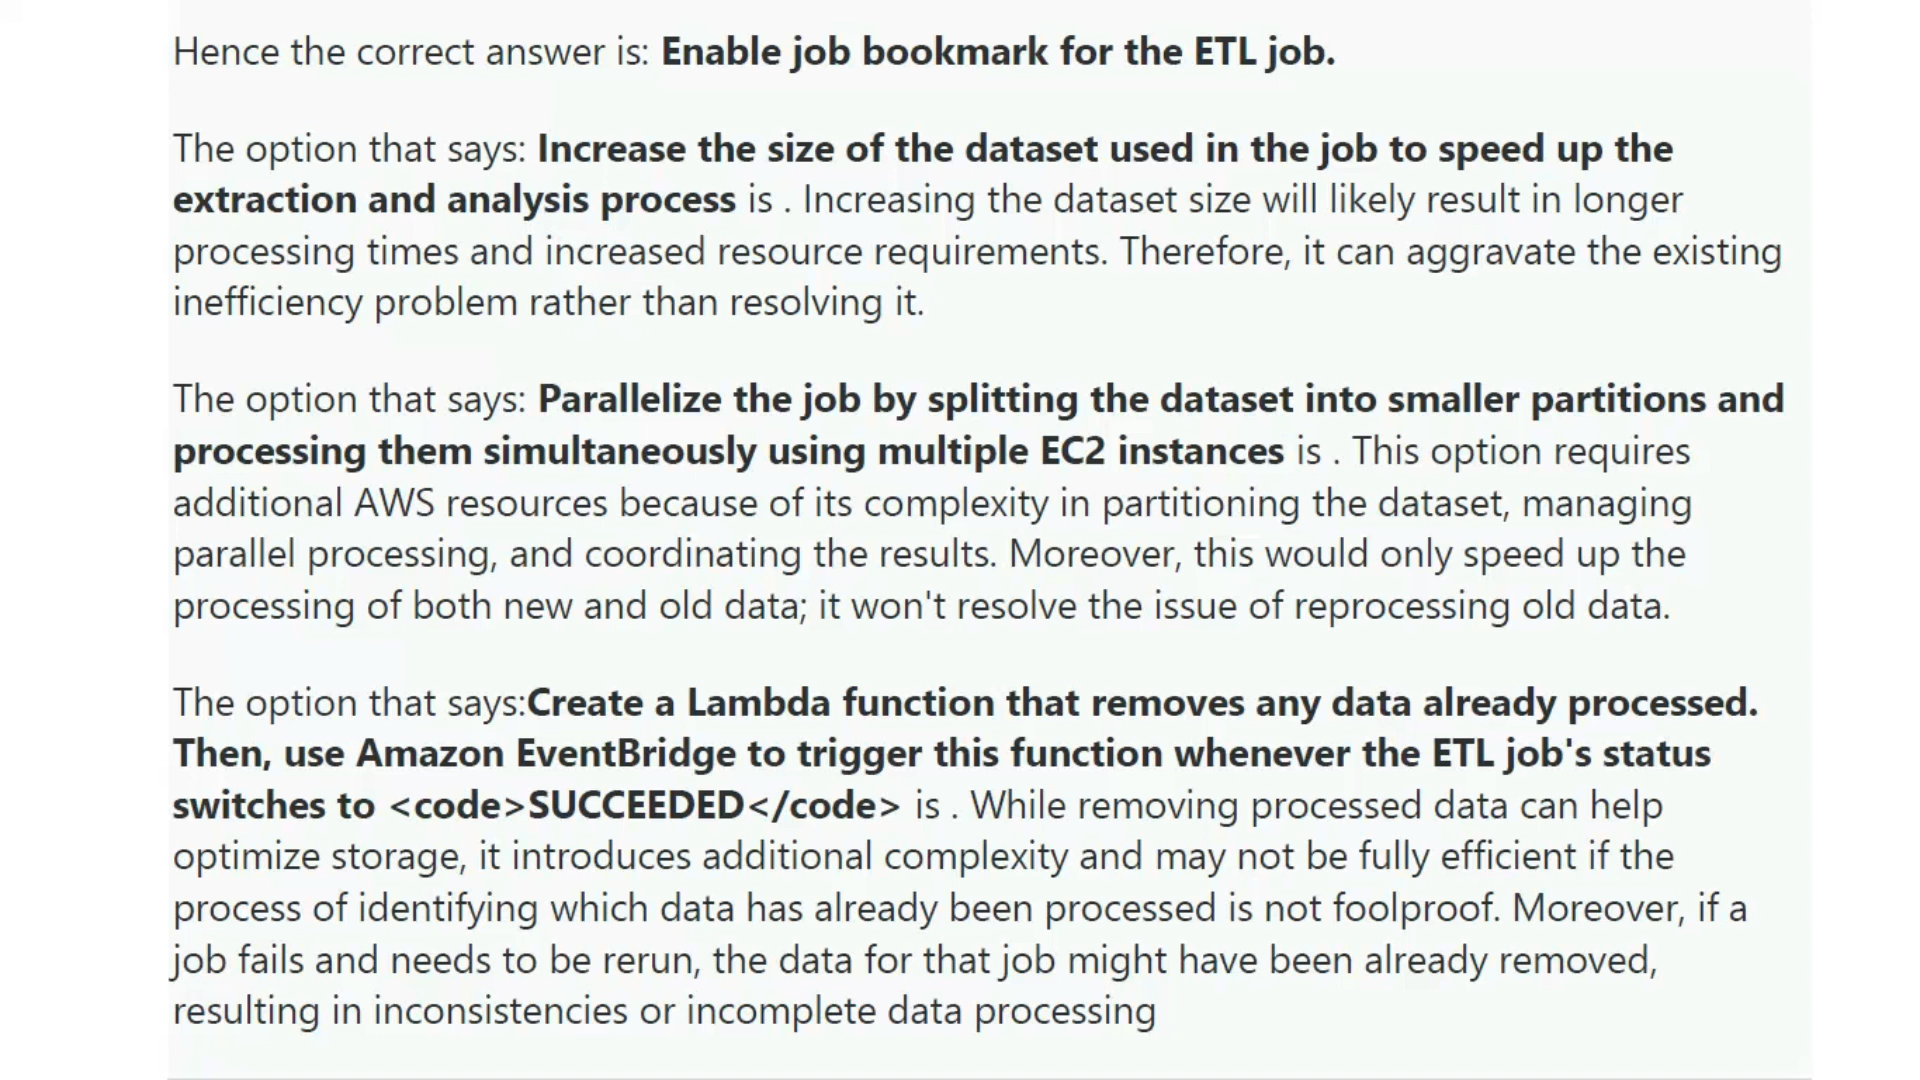 Hence the correct answer is: Enable job bookmark for the ETL job.
The option that says: Increase the size of the dataset used in the job to speed up the
extraction and analysis process is . Increasing the dataset size will likely result in longer
processing times and increased resource requirements. Therefore, it can aggravate the existing
inefficiency problem rather than resolving it.
The option that says: Parallelize the job by splitting the dataset into smaller partitions and
processing them simultaneously using multiple EC2 instances is . This option requires
additional AWS resources because of its complexity in partitioning the dataset, managing
parallel processing, and coordinating the results. Moreover, this would only speed up the
processing of both new and old data; it won't resolve the issue of reprocessing old data.
The option that says:Create a Lambda function that removes any data already processed.
Then, use Amazon EventBridge to trigger this function whenever the ETL job's status
switches to <code>SUCCEEDED</code> is . While removing processed data can help
optimize storage, it introduces additional complexity and may not be fully efficient if the
process of identifying which data has already been processed is not foolproof. Moreover, if a
job fails and needs to be rerun, the data for that job might have been already removed,
resulting in inconsistencies or incomplete data processing